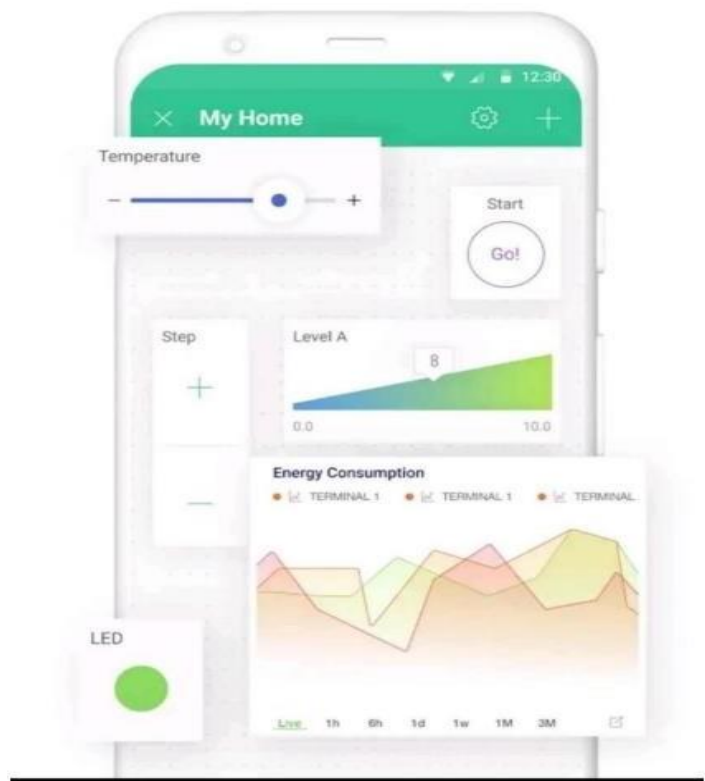 12:30
My Home
Temperature
- +
Start
Go!
Step
+
-
Level A
8
0.0 10.0
Energy Consumption
TERMINAL 1 TERMINAL 1 TERMINAL
LED
Live 1h 6h 1d 1w 1M 3M